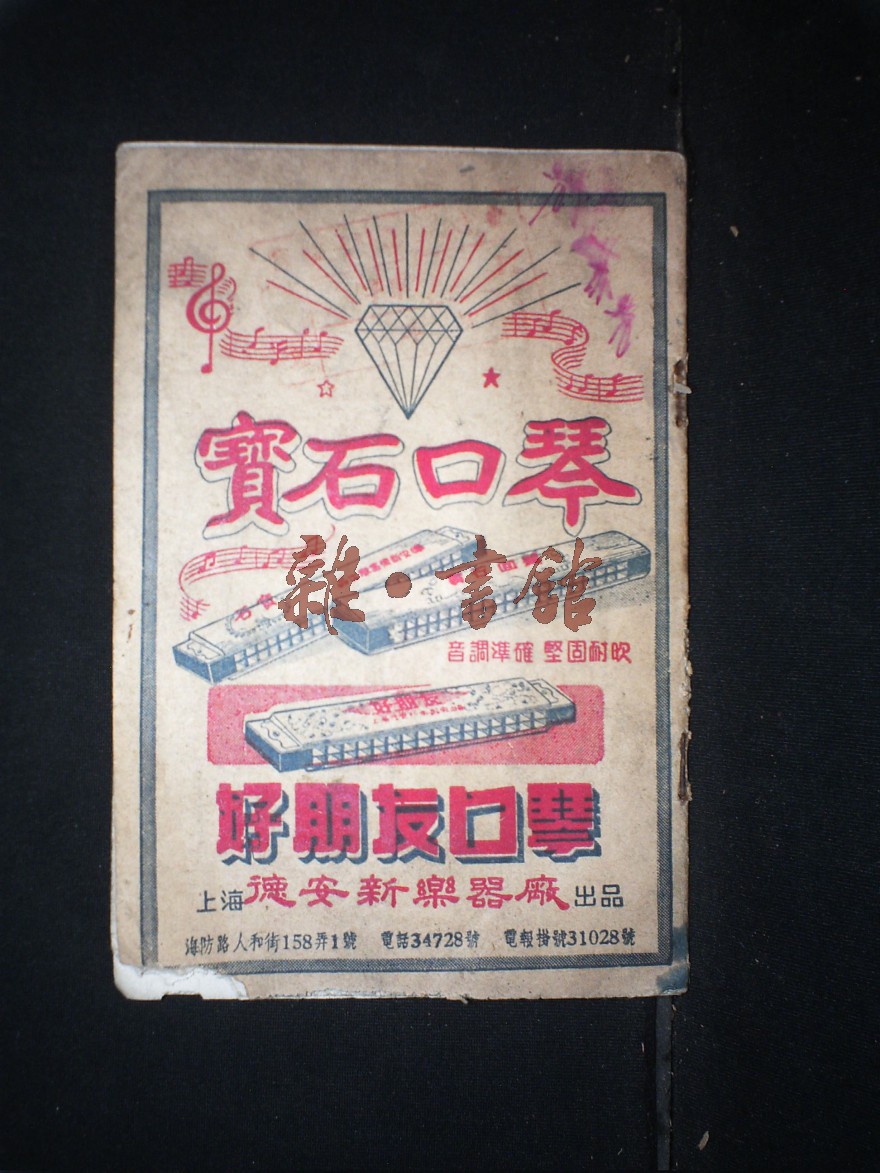 寶石口琴
雜·書館
音調準確 堅固耐吹
好朋友
好朋友口琴
上海德安新樂器廠出品
海防路人和街158弄1號 電話34728號 電報掛號31028號